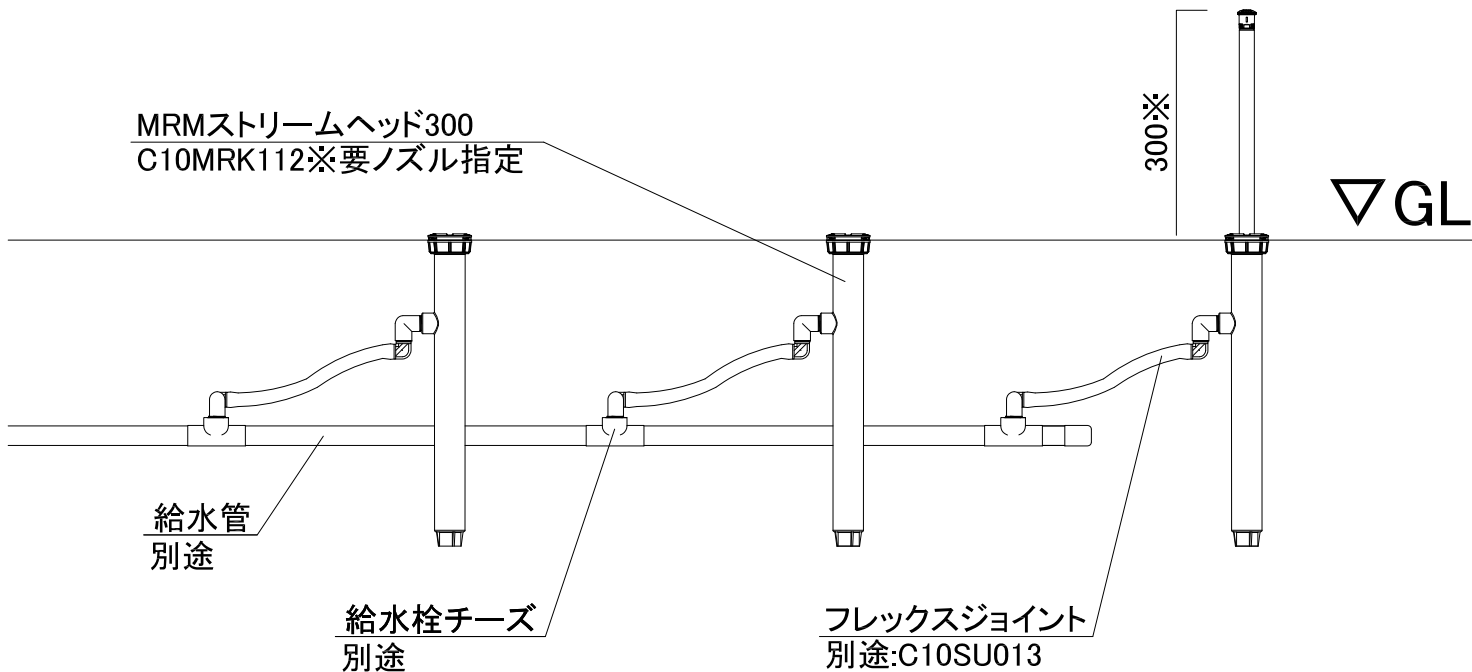 MRMストリームヘッド300
C10MRK112※要ノズル指定
300※
▽GL
給水管
別途
給水栓チーズ
別途
フレックスジョイント
別途:C10SU013